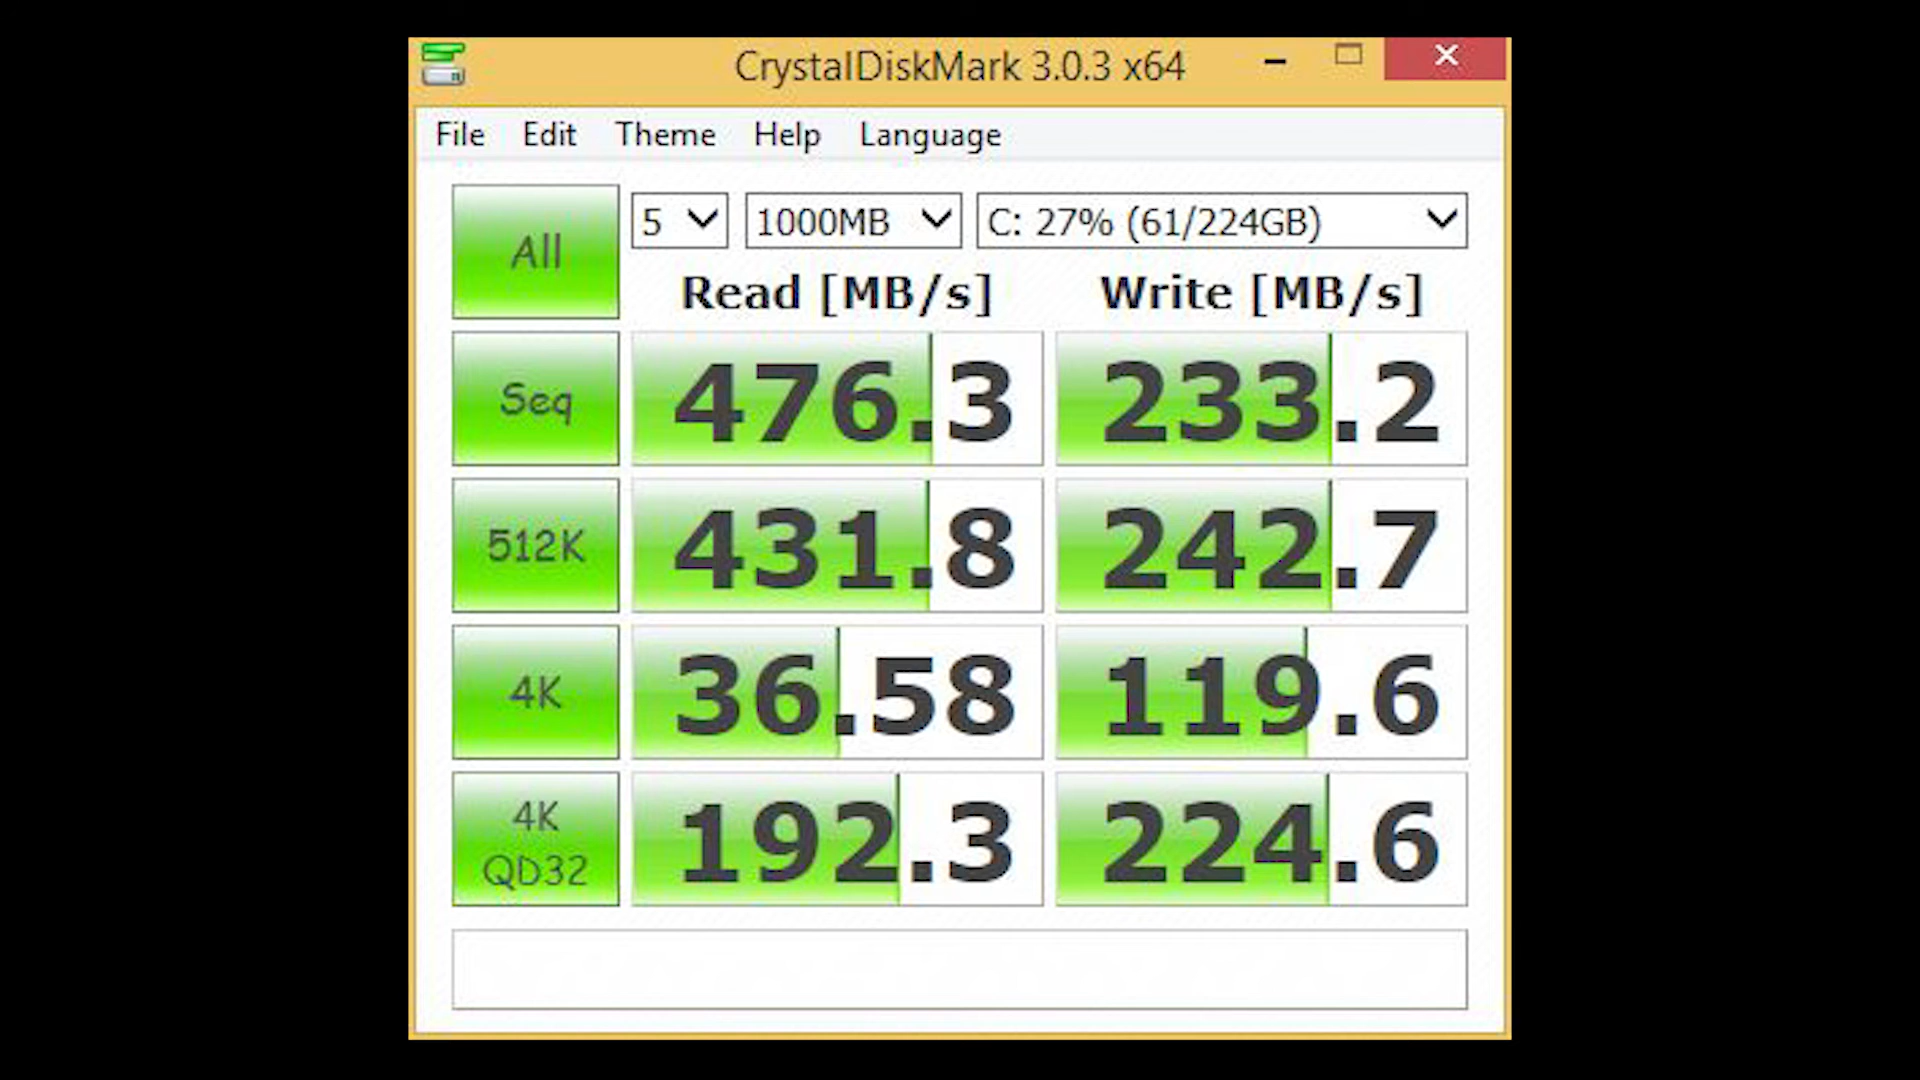 CrystalDiskMark 3.0.3 x64
File Edit Theme Help Language
All 5 1000MB C: 27% (61/224GB)
Read [MB/s] Write [MB/s]
Seq 476.3 233.2
512K 431.8 242.7
4K 36.58 119.6
4K QD32 192.3 224.6